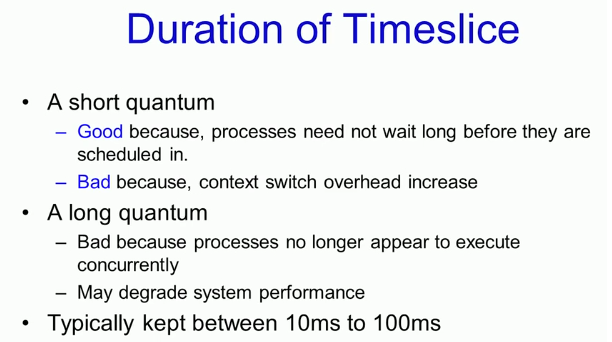 Duration of Timeslice
• A short quantum
– Good because, processes need not wait long before they are
scheduled in.
– Bad because, context switch overhead increase
• A long quantum
– Bad because processes no longer appear to execute
concurrently
– May degrade system performance
• Typically kept between 10ms to 100ms